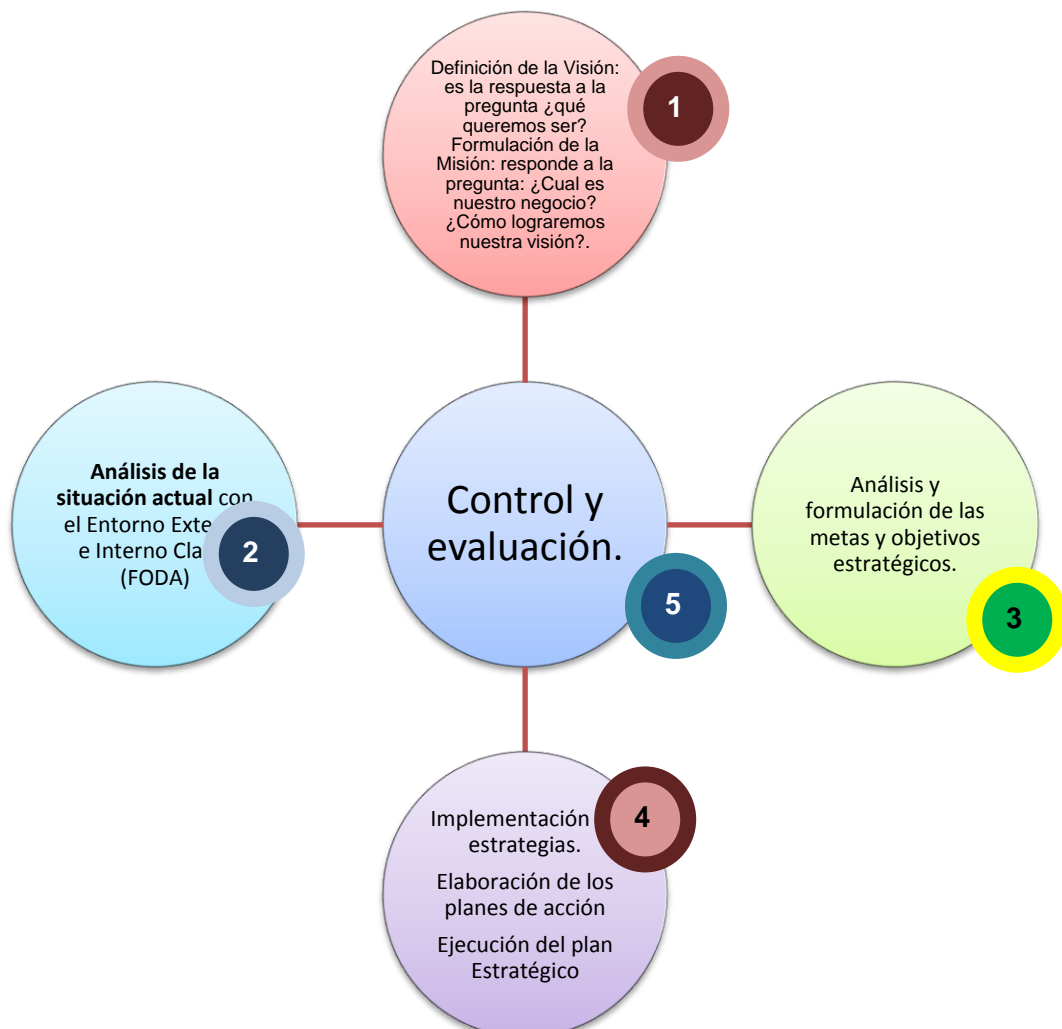 Definición de la Visión:
es la respuesta a la
pregunta ¿qué
queremos ser?
Formulación de la
Misión: responde a la
pregunta: ¿Cual es
nuestro negocio?
¿Cómo lograremos
nuestra visión?.
1
Análisis de la
situación actual con
el Entorno
e Interno
(FODA)
2
Control y
evaluación.
5
Análisis y
formulación de las
metas y objetivos
estratégicos.
3
Implementación
estrategias.
Elaboración de los
planes de acción
Ejecución del plan
Estratégico
4